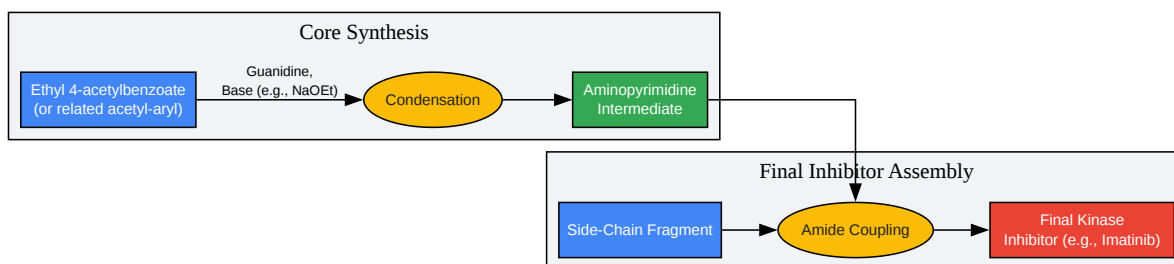 Core Synthesis
Ethyl 4-acetylbenzoate
(or related acetyl-aryl)
Guanidine,
Base (e.g., NaOEt)
Condensation
Aminopyrimidine
Intermediate
Final Inhibitor Assembly
Side-Chain Fragment
Amide Coupling
Final Kinase
Inhibitor (e.g., Imatinib)